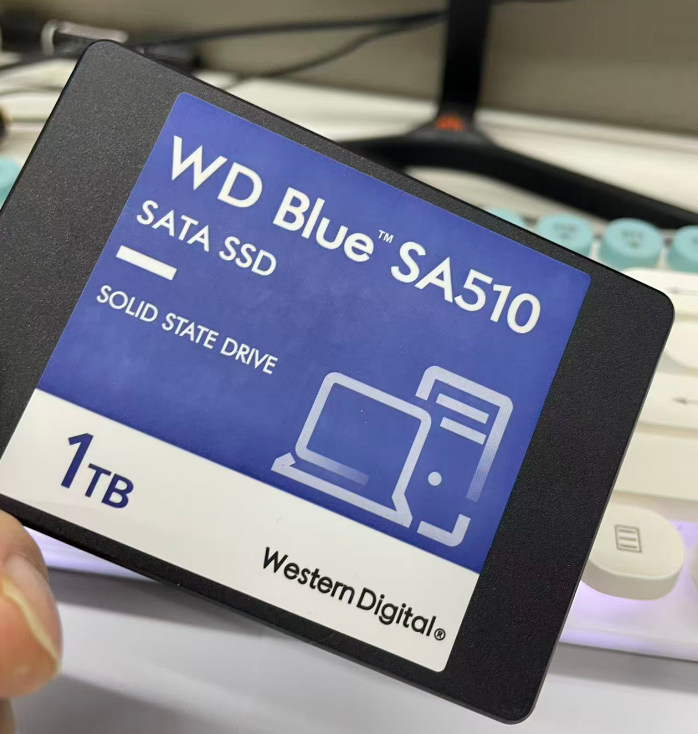 WD Blue™ SA510
SATA SSD
SOLID STATE DRIVE
1TB
Western Digital®